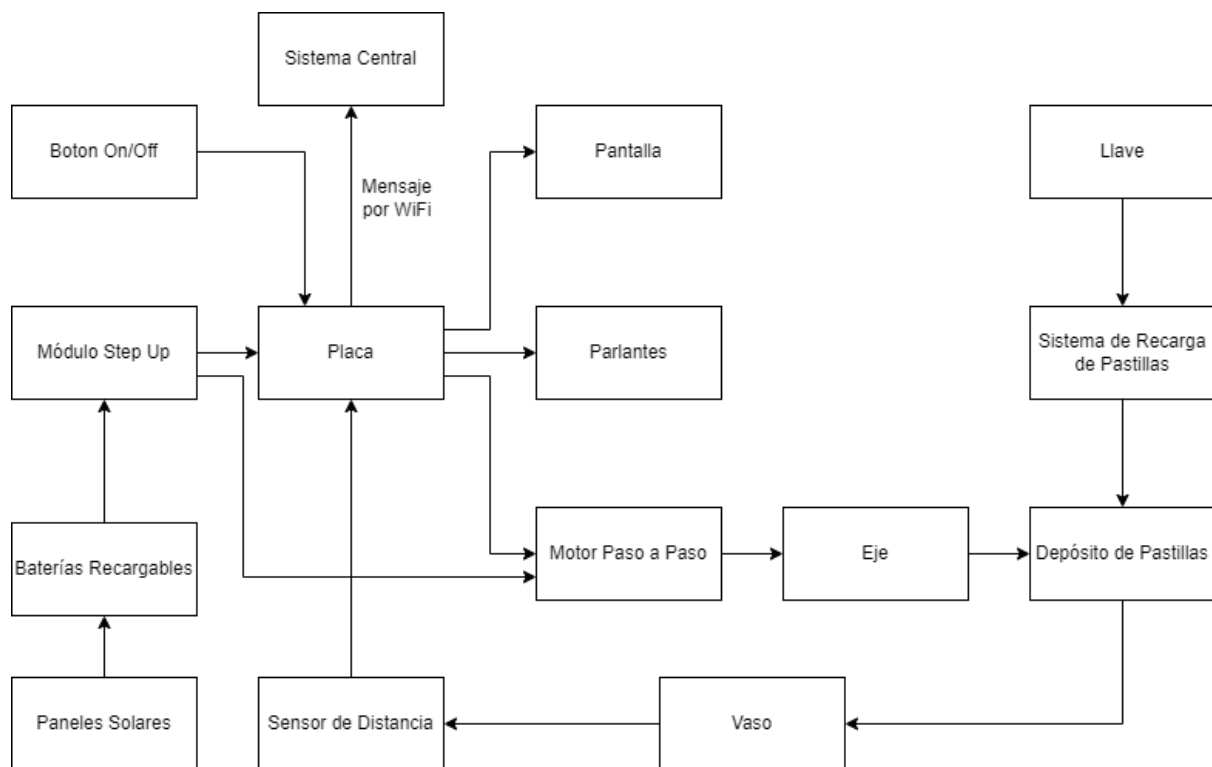 Sistema Central
Boton On/Off
Pantalla
Llave
Mensaje
por WiFi
Módulo Step Up
Placa
Parlantes
Sistema de Recarga
de Pastillas
Baterías Recargables
Motor Paso a Paso
Eje
Depósito de Pastillas
Paneles Solares
Sensor de Distancia
Vaso